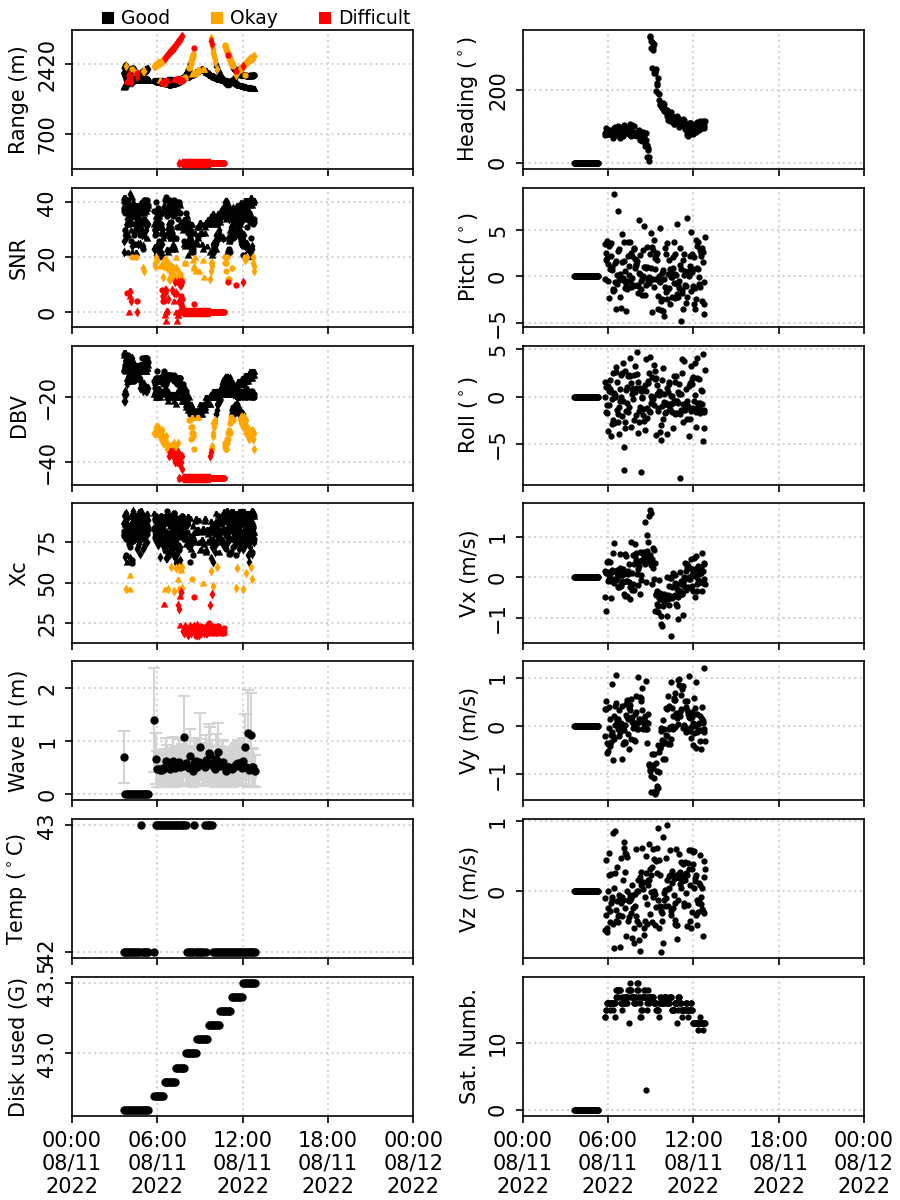 Good Okay Difficult
Range (m)
2420
700
Heading (°)
200
0
SNR
40
20
0
Pitch (°)
5
0
−5
DBV
−20
−40
Roll (°)
5
0
−5
Xc
75
50
25
Vx (m/s)
1
0
−1
Wave H (m)
2
1
0
Vy (m/s)
1
0
−1
Temp (°C)
43
42
Vz (m/s)
1
0
Disk used (G)
43.5
43.0
Sat. Numb.
10
0
00:00 06:00 12:00 18:00 00:00
08/11 08/11 08/11 08/11 08/12
2022 2022 2022 2022 2022
00:00 06:00 12:00 18:00 00:00
08/11 08/11 08/11 08/11 08/12
2022 2022 2022 2022 2022